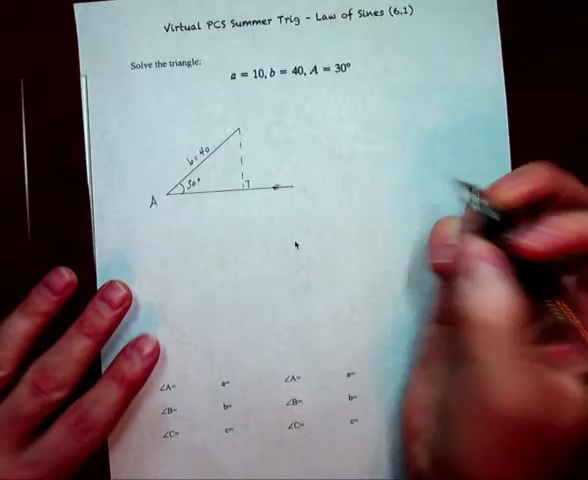 Virtual PCS Summer Trig - Law of Sines (6.1)
Solve the triangle:
a = 10, b = 40, A = 30°
b=40
30°
A
∠A= a= ∠A= a=
∠B= b= ∠B= b=
∠C= c= ∠C= c=